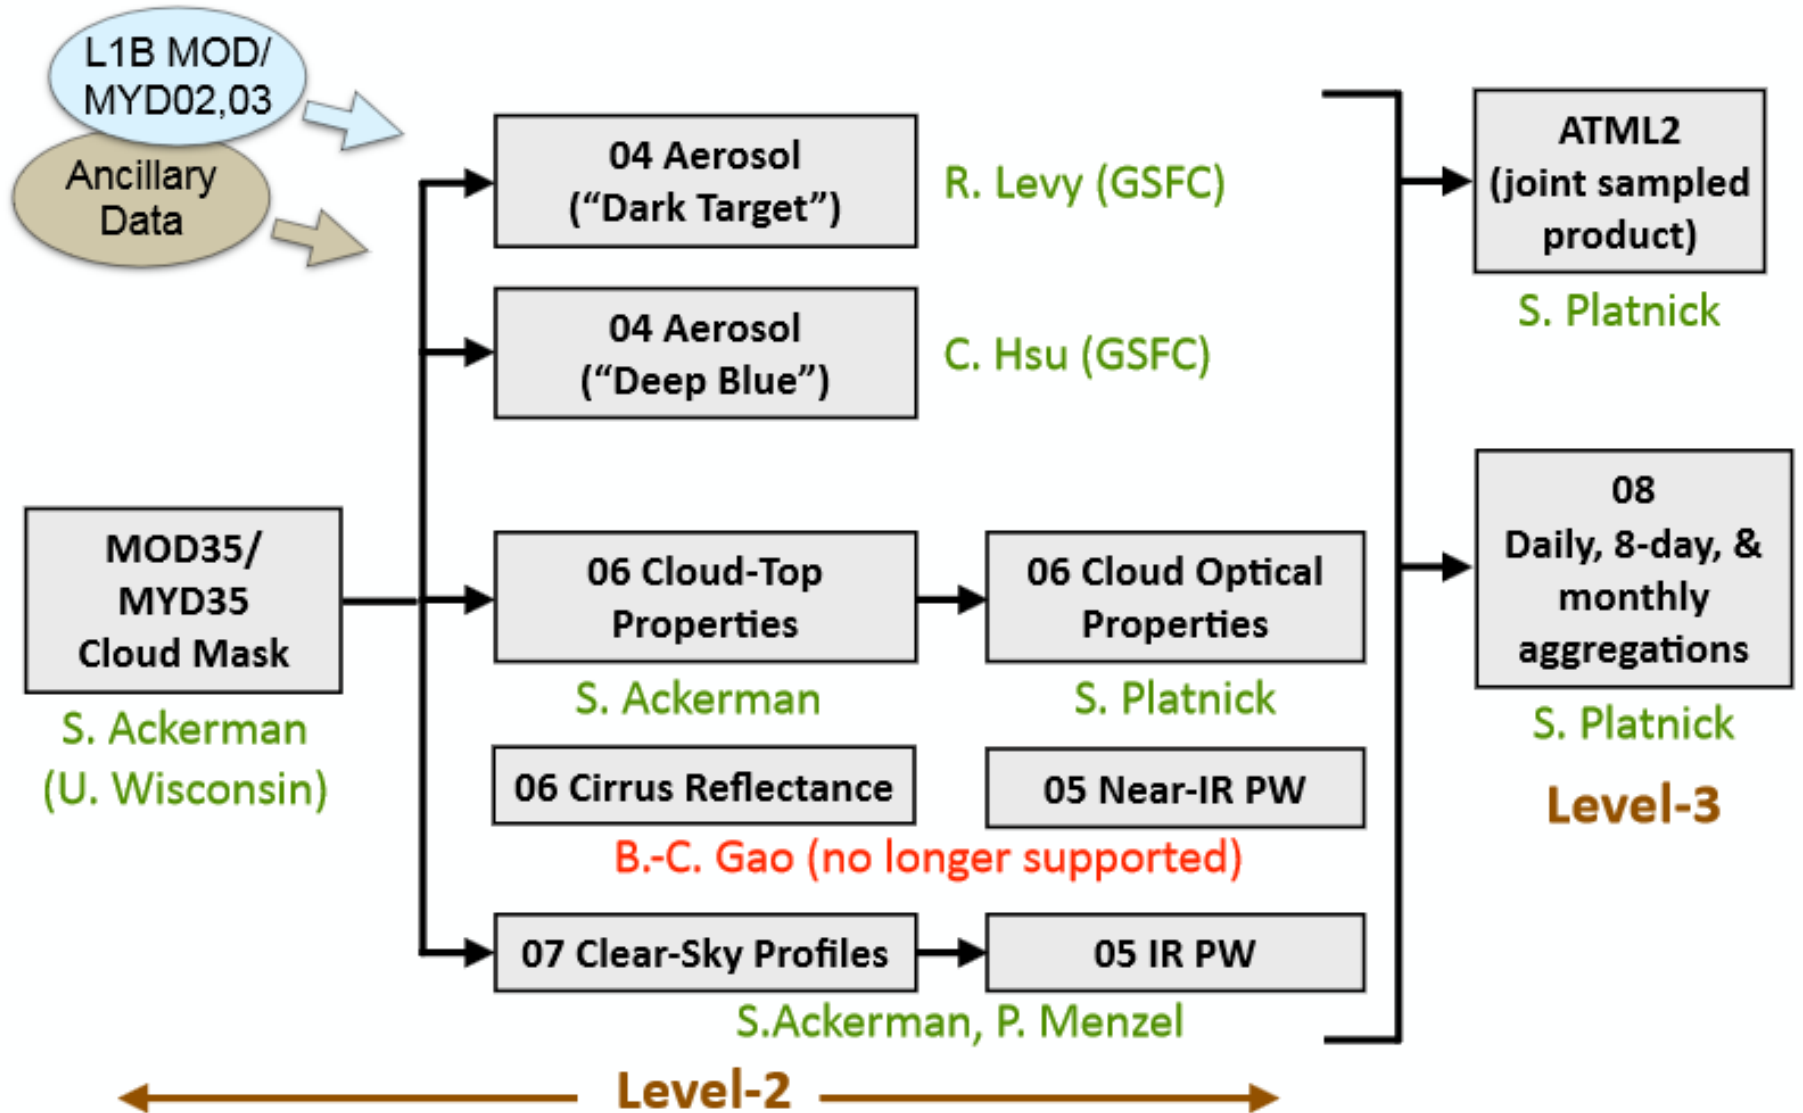 L1B MOD/
MYD02,03
Ancillary
Data
04 Aerosol
(“Dark Target”)
R. Levy (GSFC)
04 Aerosol
(“Deep Blue”)
C. Hsu (GSFC)
MOD35/
MYD35
Cloud Mask
S. Ackerman
(U. Wisconsin)
06 Cloud-Top
Properties
S. Ackerman
06 Cloud Optical
Properties
S. Platnick
06 Cirrus Reflectance
05 Near-IR PW
B.-C. Gao (no longer supported)
07 Clear-Sky Profiles
05 IR PW
S.Ackerman, P. Menzel
Level-2
ATML2
(joint sampled
product)
S. Platnick
08
Daily, 8-day, &
monthly
aggregations
S. Platnick
Level-3